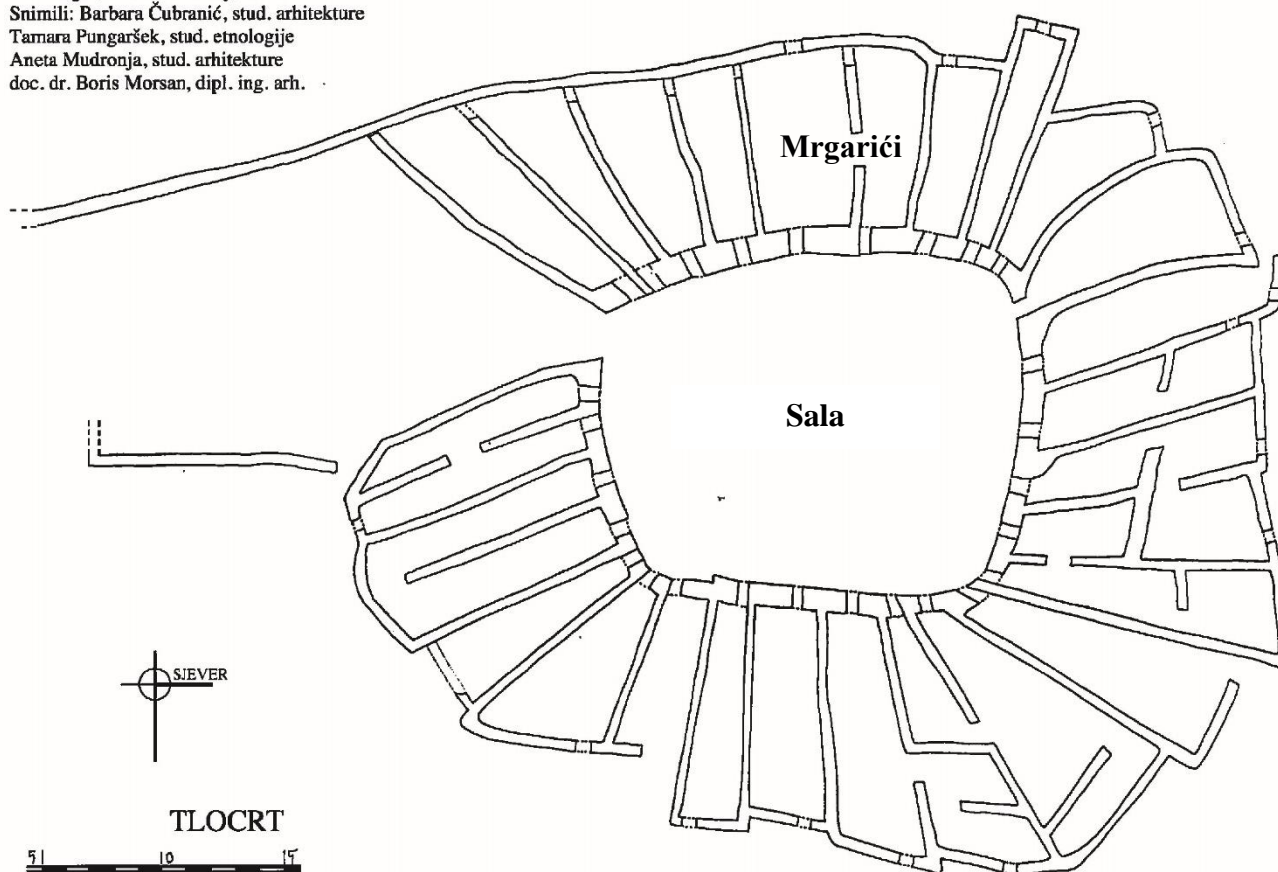 Snimili: Barbara Čubranić, stud. arhitekture
Tamara Pungaršek, stud. etnologije
Aneta Mudronja, stud. arhitekture
doc. dr. Boris Morsan, dipl. ing. arh.
Mrgarići
Sala
SJEVER
TLOCRT
5 10 15